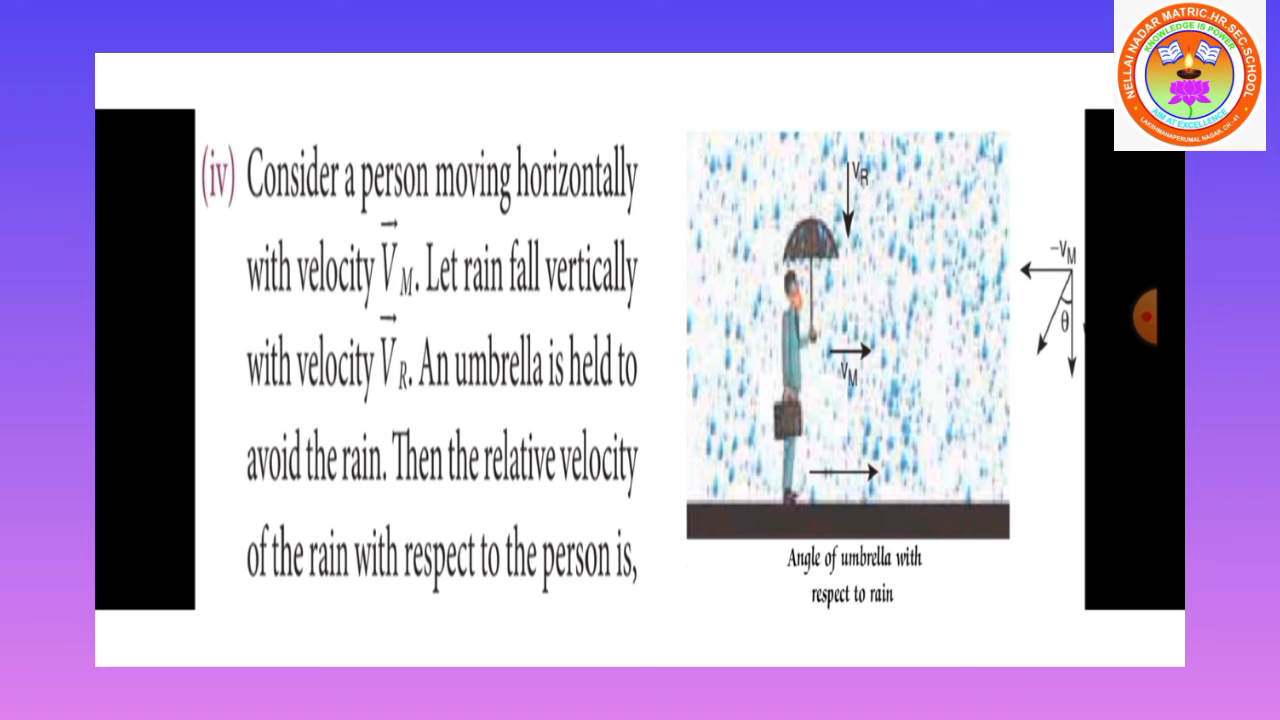 NELLAI NADAR MATRIC.HR.SEC.SCHOOL
KNOWLEDGE IS POWER
AIM AT EXCELLENCE
LAKSHMANAPERUMAL NAGAR, CH - 41
(iv) Consider a person moving horizontally
with velocity V⃗ M. Let rain fall vertically
with velocity V⃗ R. An umbrella is held to
avoid the rain. Then the relative velocity
of the rain with respect to the person is,
VR
VM
−VM
θ
Angle of umbrella with
respect to rain